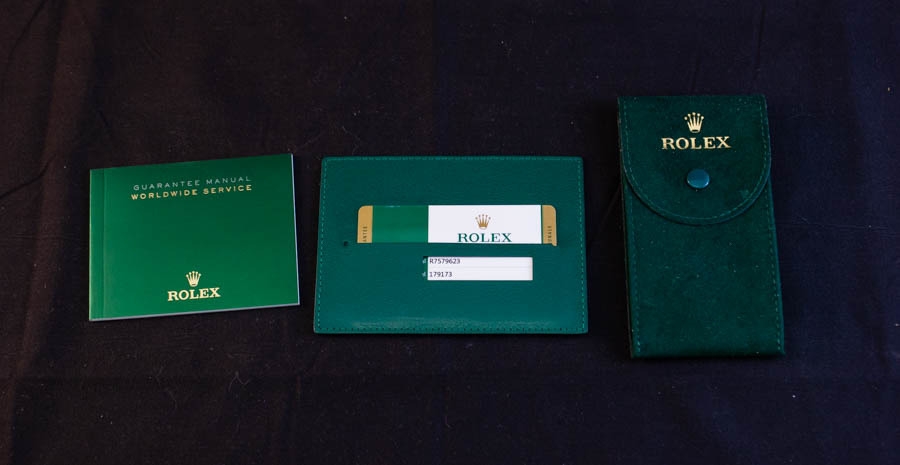 GUARANTEE MANUAL
WORLDWIDE SERVICE
ROLEX
ROLEX
R7579623
179173
ROLEX